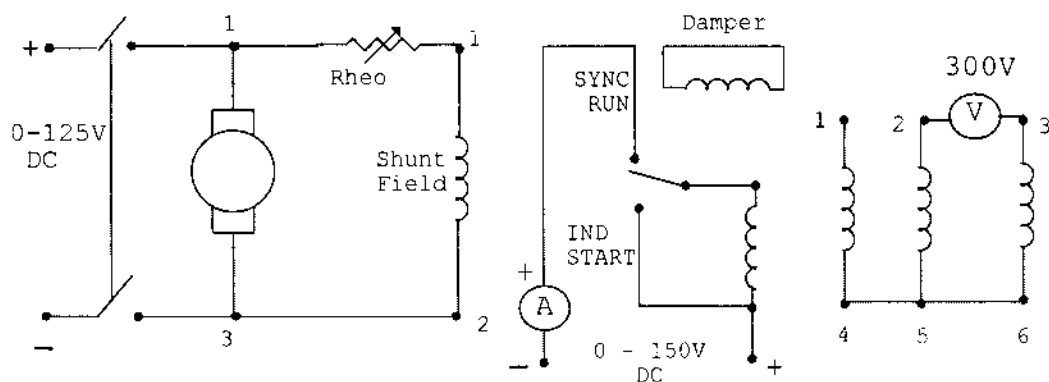 +
0-125V
DC
−
1
Rheo
1
Shunt
Field
3
2
Damper
SYNC
RUN
IND
START
+
A
−
0 - 150V
DC
+
300V
V
1
2
3
4
5
6